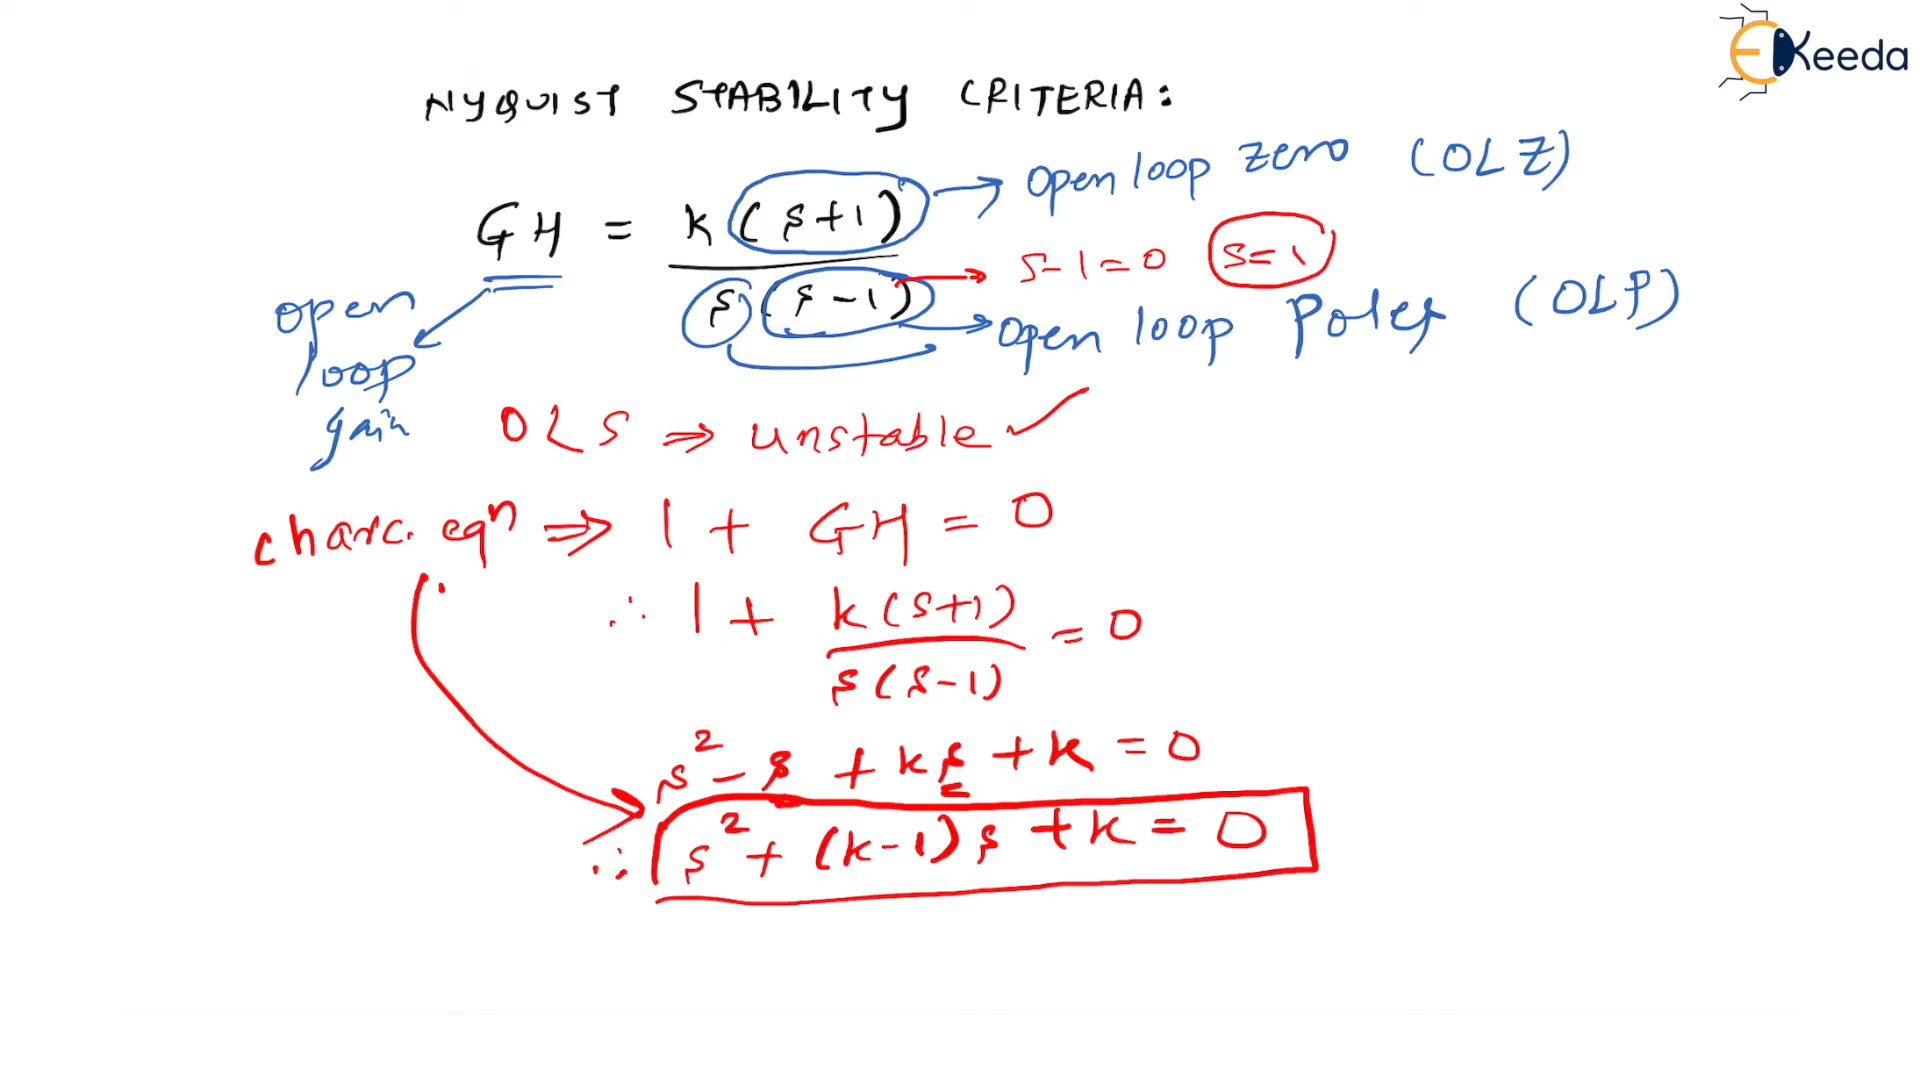 EKeeda
NYQUIST STABILITY CRITERIA:
GH = k(s+1) / s(s-1)
→ Open loop zero (OLZ)
→ s-1=0 s=1
→ Open loop Poles (OLP)
open loop gain
OLS ⇒ unstable ✓
charc. eqⁿ ⇒ 1 + GH = 0
∴ 1 + k(s+1) / s(s-1) = 0
s² - s + ks + k = 0
∴ s² + (k-1)s + k = 0